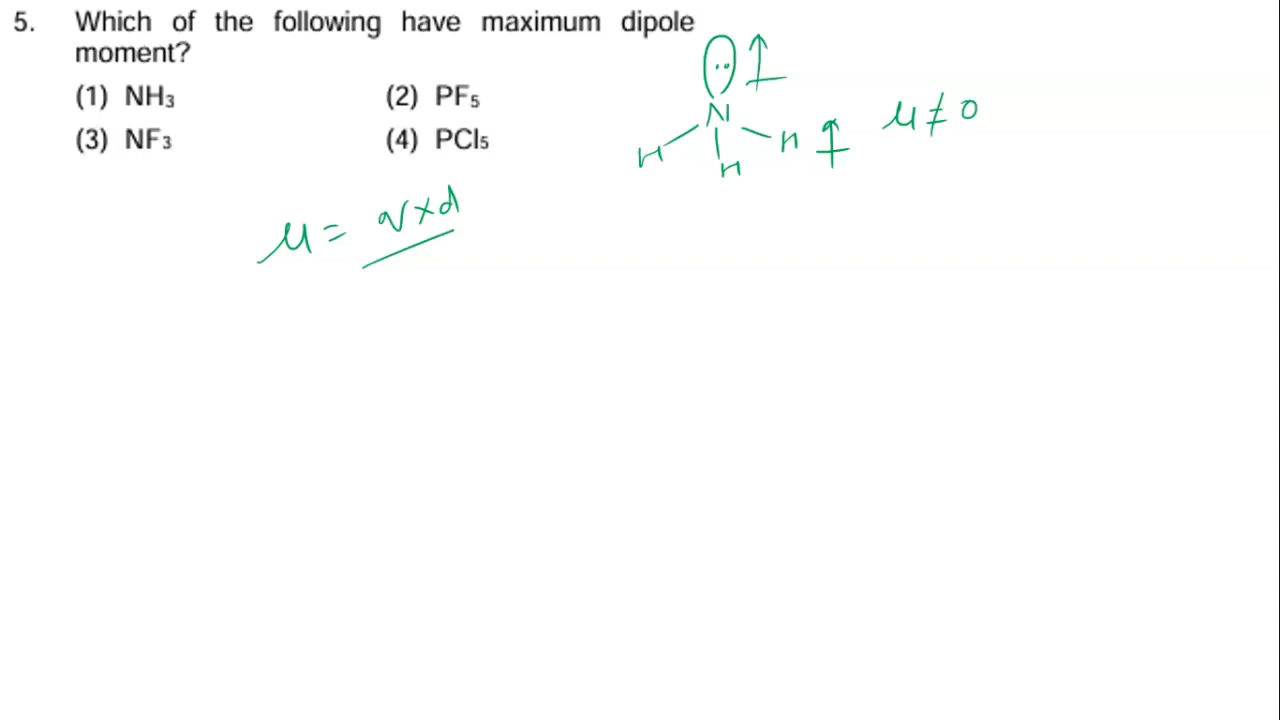 5. Which of the following have maximum dipole
moment?
(1) NH₃ (2) PF₅
(3) NF₃ (4) PCl₅
N
H H H
μ ≠ 0
μ = q×d